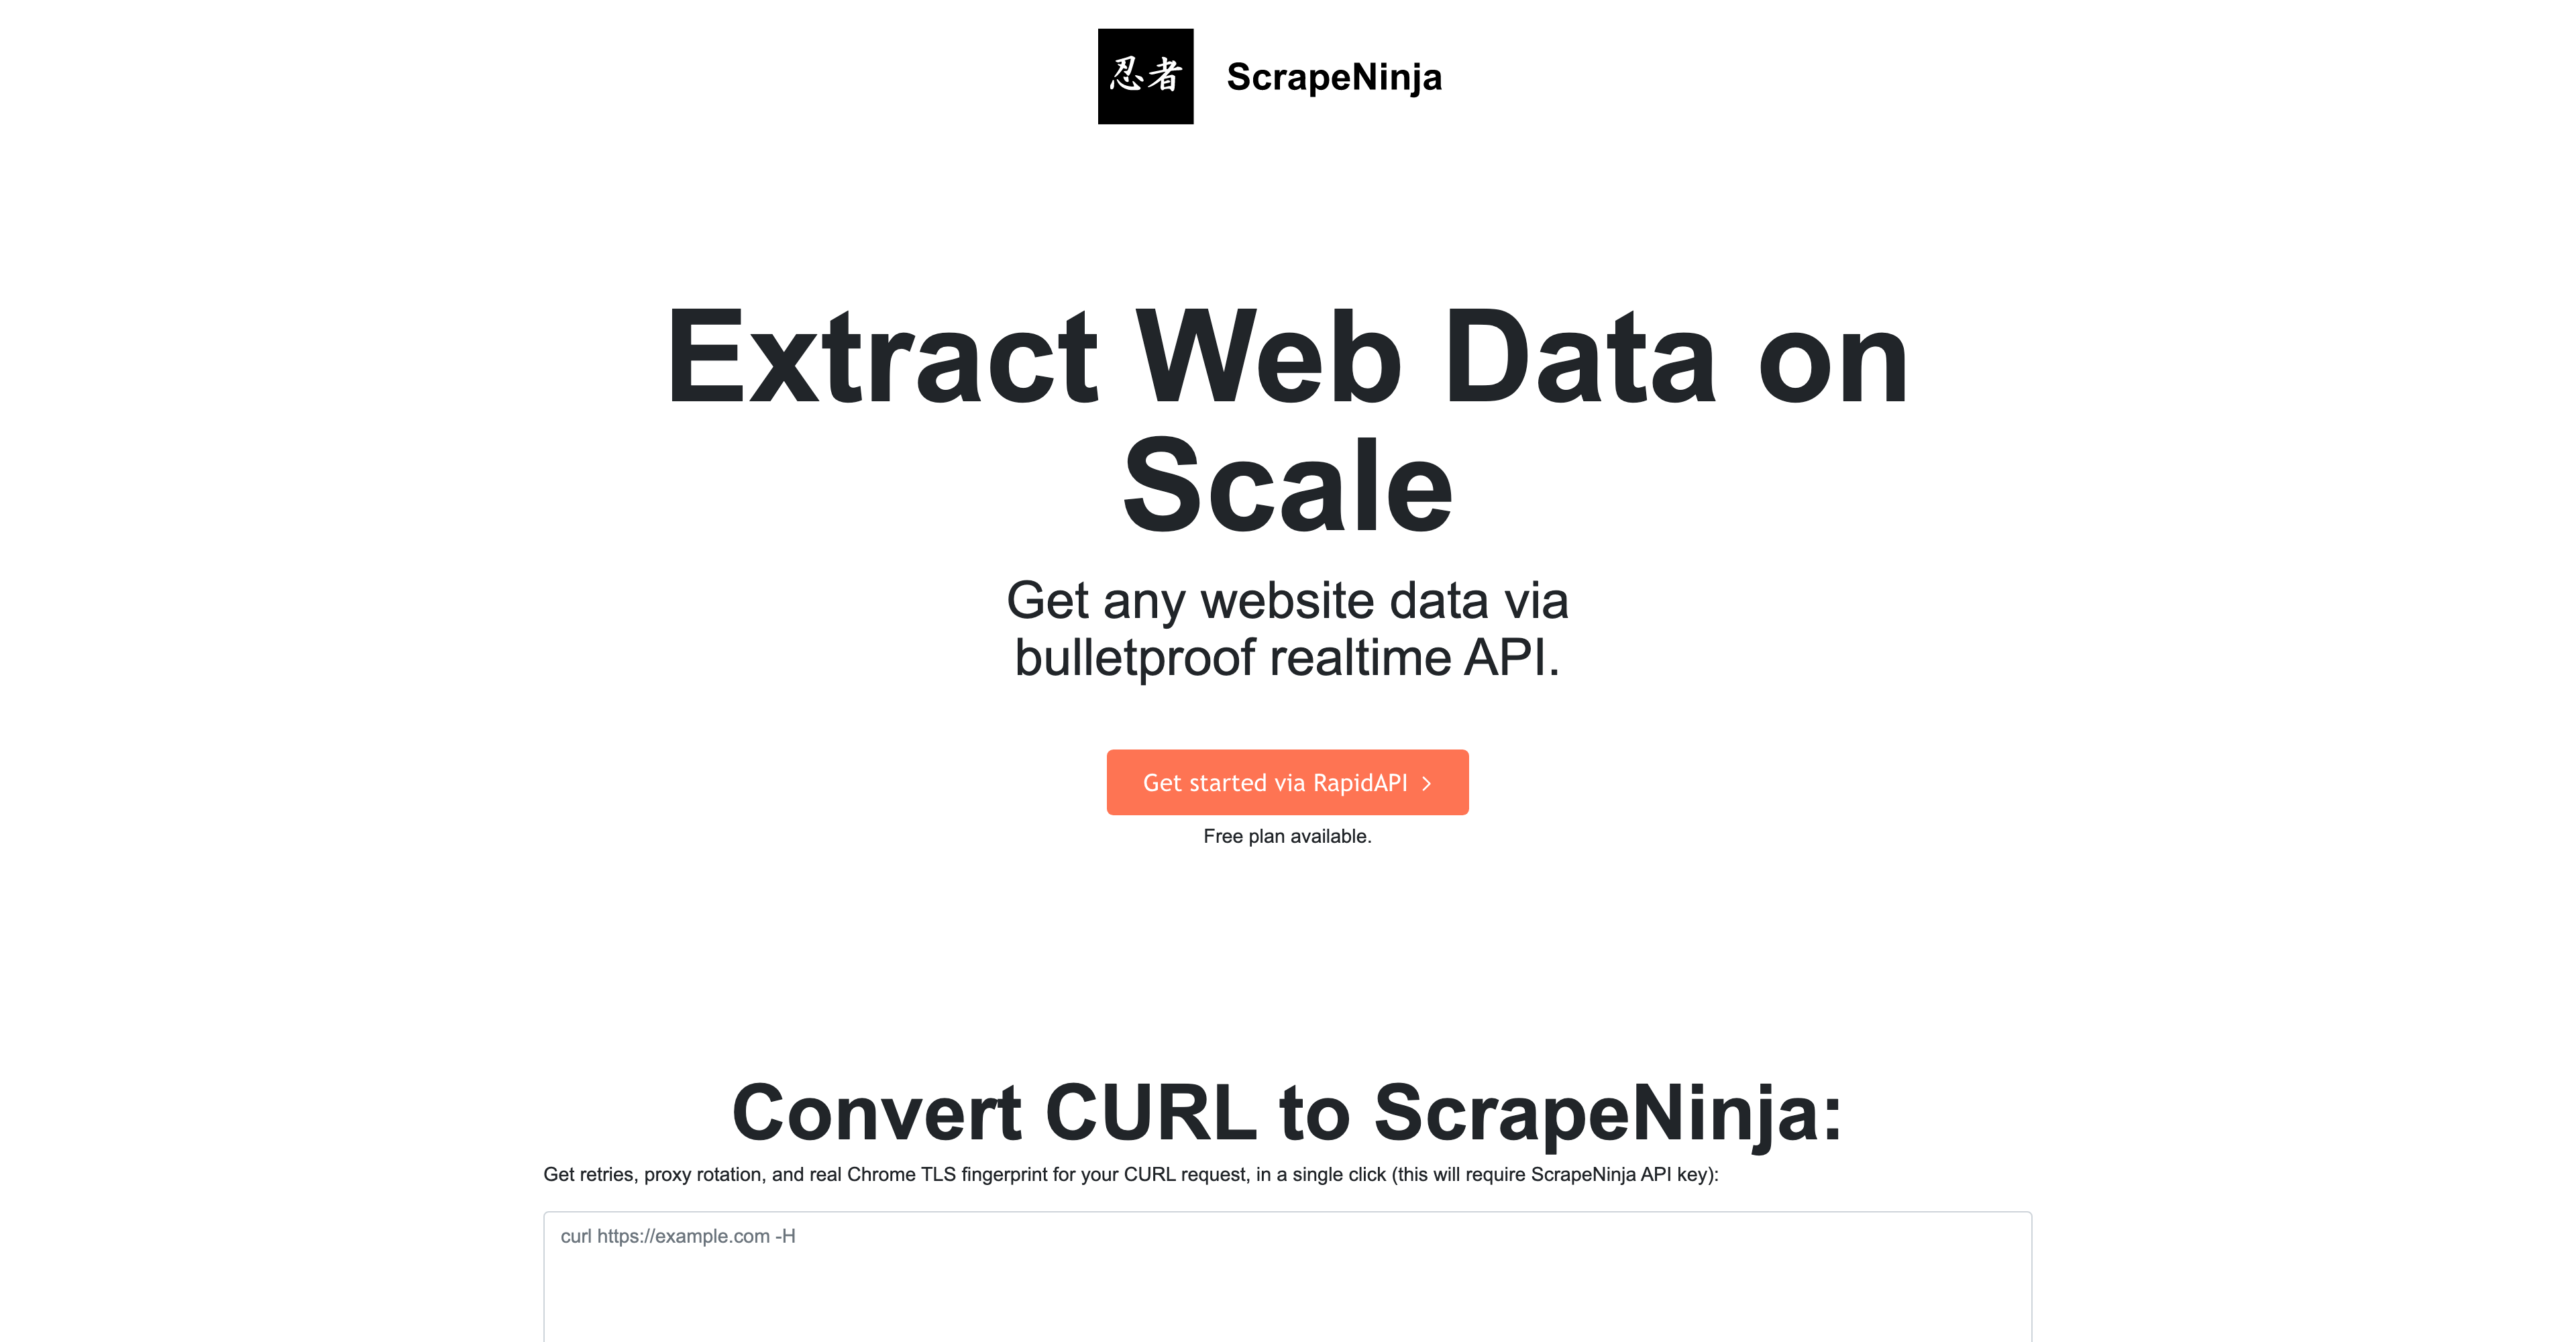 忍者
ScrapeNinja
Extract Web Data on
Scale
Get any website data via
bulletproof realtime API.
Get started via RapidAPI
Free plan available.
Convert CURL to ScrapeNinja:
Get retries, proxy rotation, and real Chrome TLS fingerprint for your CURL request, in a single click (this will require ScrapeNinja API key):
curl https://example.com -H